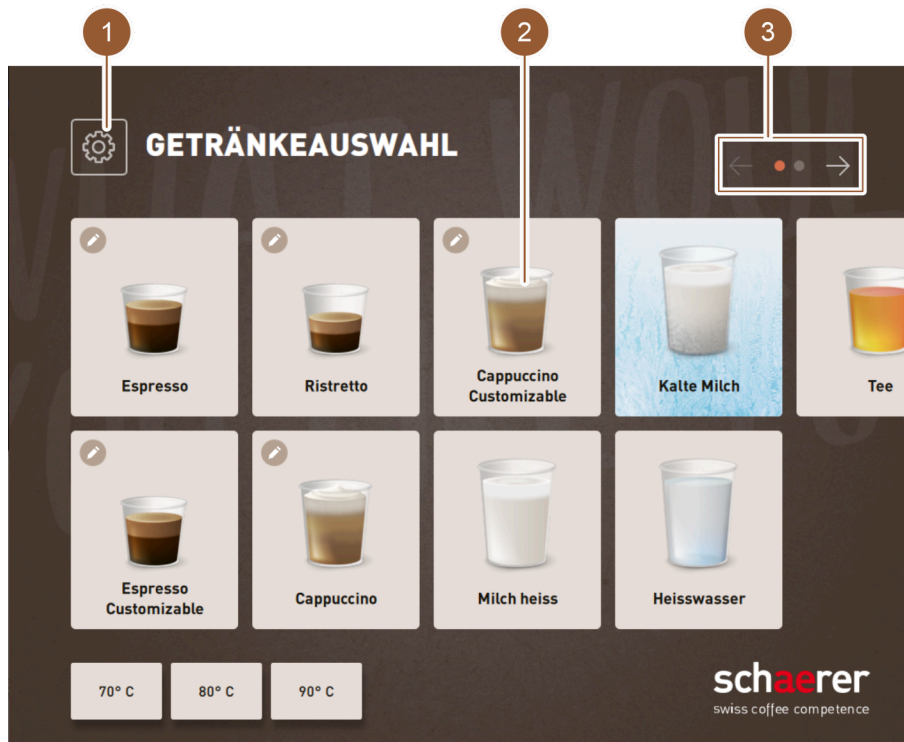 1
2
3
GETRÄNKEAUSWAHL
Espresso
Ristretto
Cappuccino
Customizable
Kalte Milch
Tee
Espresso
Customizable
Cappuccino
Milch heiss
Heisswasser
70° C
80° C
90° C
schaerer
swiss coffee competence